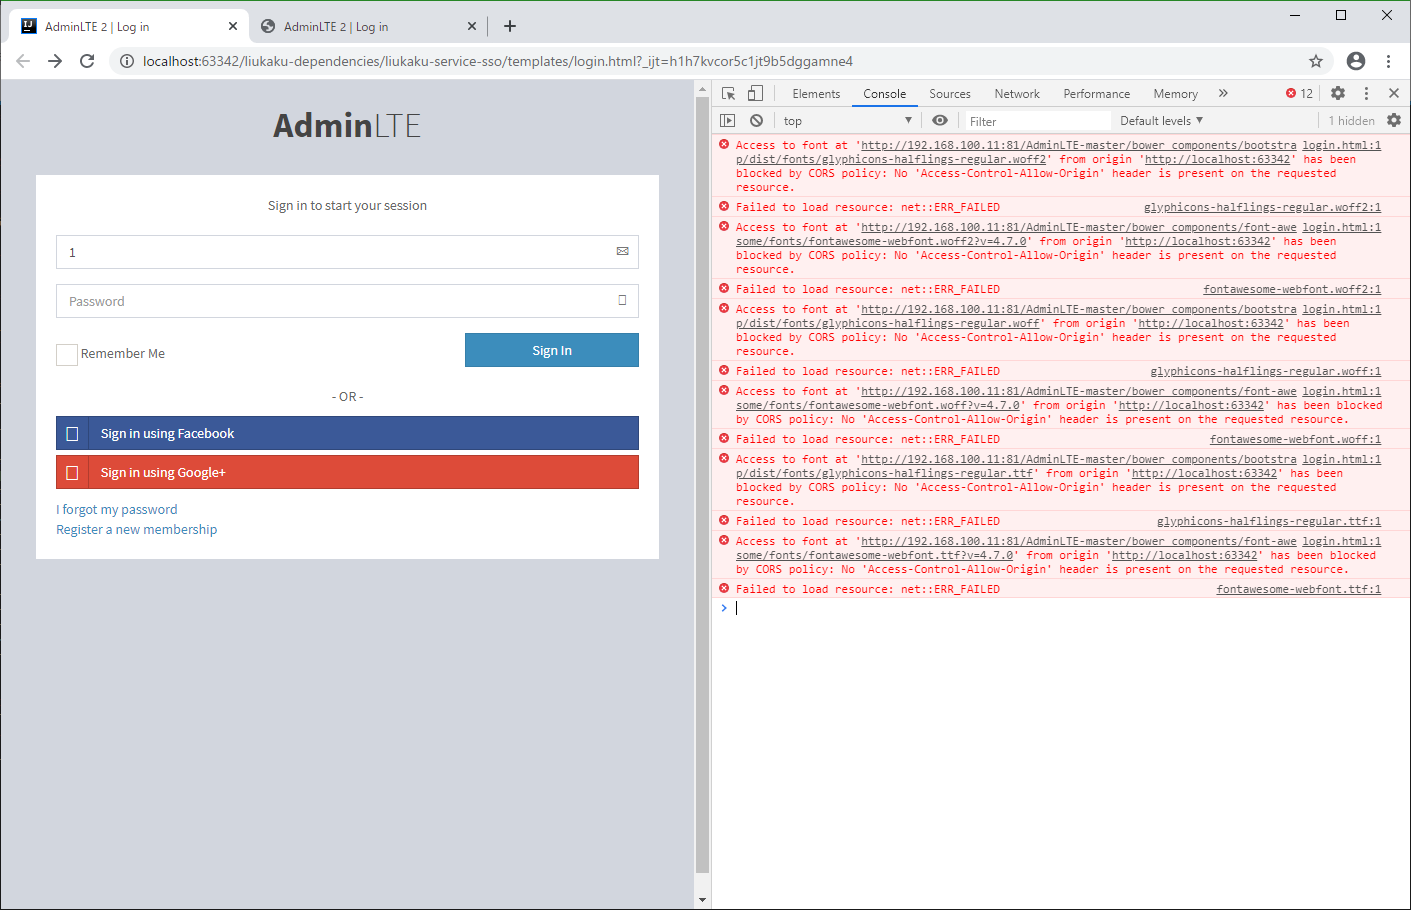 AdminLTE 2 | Log in
AdminLTE 2 | Log in
localhost:63342/liukaku-dependencies/liukaku-service-sso/templates/login.html?_ijt=h1h7kvcor5c1jt9b5dggamne4
AdminLTE
Sign in to start your session
1
Password
Remember Me
Sign In
- OR -
Sign in using Facebook
Sign in using Google+
I forgot my password
Register a new membership
Elements Console Sources Network Performance Memory » 12
top Filter Default levels 1 hidden
Access to font at 'http://192.168.100.11:81/AdminLTE-master/bower_components/bootstra login.html:1
p/dist/fonts/glyphicons-halflings-regular.woff2' from origin 'http://localhost:63342' has been
blocked by CORS policy: No 'Access-Control-Allow-Origin' header is present on the requested
resource.
Failed to load resource: net::ERR_FAILED glyphicons-halflings-regular.woff2:1
Access to font at 'http://192.168.100.11:81/AdminLTE-master/bower_components/font-awe login.html:1
some/fonts/fontawesome-webfont.woff2?v=4.7.0' from origin 'http://localhost:63342' has been
blocked by CORS policy: No 'Access-Control-Allow-Origin' header is present on the requested
resource.
Failed to load resource: net::ERR_FAILED fontawesome-webfont.woff2:1
Access to font at 'http://192.168.100.11:81/AdminLTE-master/bower_components/bootstra login.html:1
p/dist/fonts/glyphicons-halflings-regular.woff' from origin 'http://localhost:63342' has been
blocked by CORS policy: No 'Access-Control-Allow-Origin' header is present on the requested
resource.
Failed to load resource: net::ERR_FAILED glyphicons-halflings-regular.woff:1
Access to font at 'http://192.168.100.11:81/AdminLTE-master/bower_components/font-awe login.html:1
some/fonts/fontawesome-webfont.woff?v=4.7.0' from origin 'http://localhost:63342' has been blocked
by CORS policy: No 'Access-Control-Allow-Origin' header is present on the requested resource.
Failed to load resource: net::ERR_FAILED fontawesome-webfont.woff:1
Access to font at 'http://192.168.100.11:81/AdminLTE-master/bower_components/bootstra login.html:1
p/dist/fonts/glyphicons-halflings-regular.ttf' from origin 'http://localhost:63342' has been
blocked by CORS policy: No 'Access-Control-Allow-Origin' header is present on the requested
resource.
Failed to load resource: net::ERR_FAILED glyphicons-halflings-regular.ttf:1
Access to font at 'http://192.168.100.11:81/AdminLTE-master/bower_components/font-awe login.html:1
some/fonts/fontawesome-webfont.ttf?v=4.7.0' from origin 'http://localhost:63342' has been blocked
by CORS policy: No 'Access-Control-Allow-Origin' header is present on the requested resource.
Failed to load resource: net::ERR_FAILED fontawesome-webfont.ttf:1